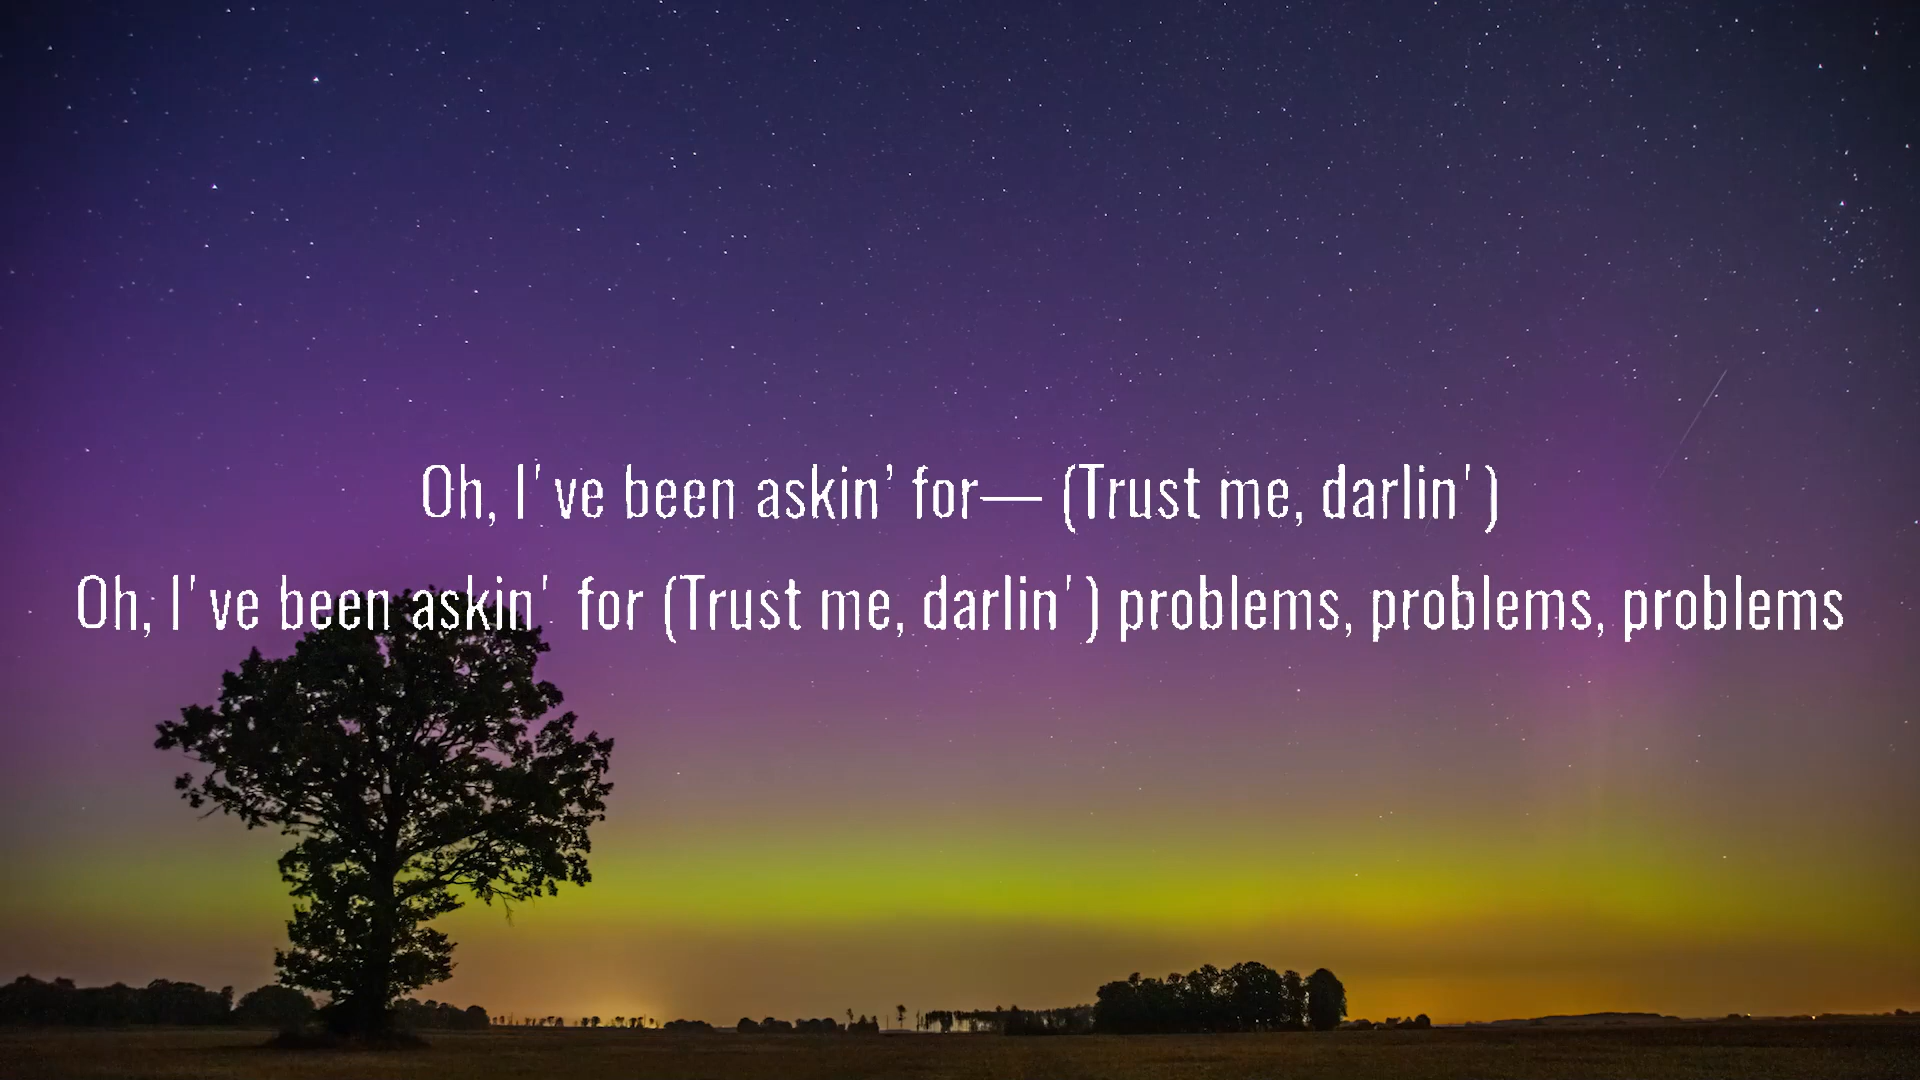 Oh, I've been askin’ for— (Trust me, darlin')
Oh, I've been askin' for (Trust me, darlin') problems, problems, problems